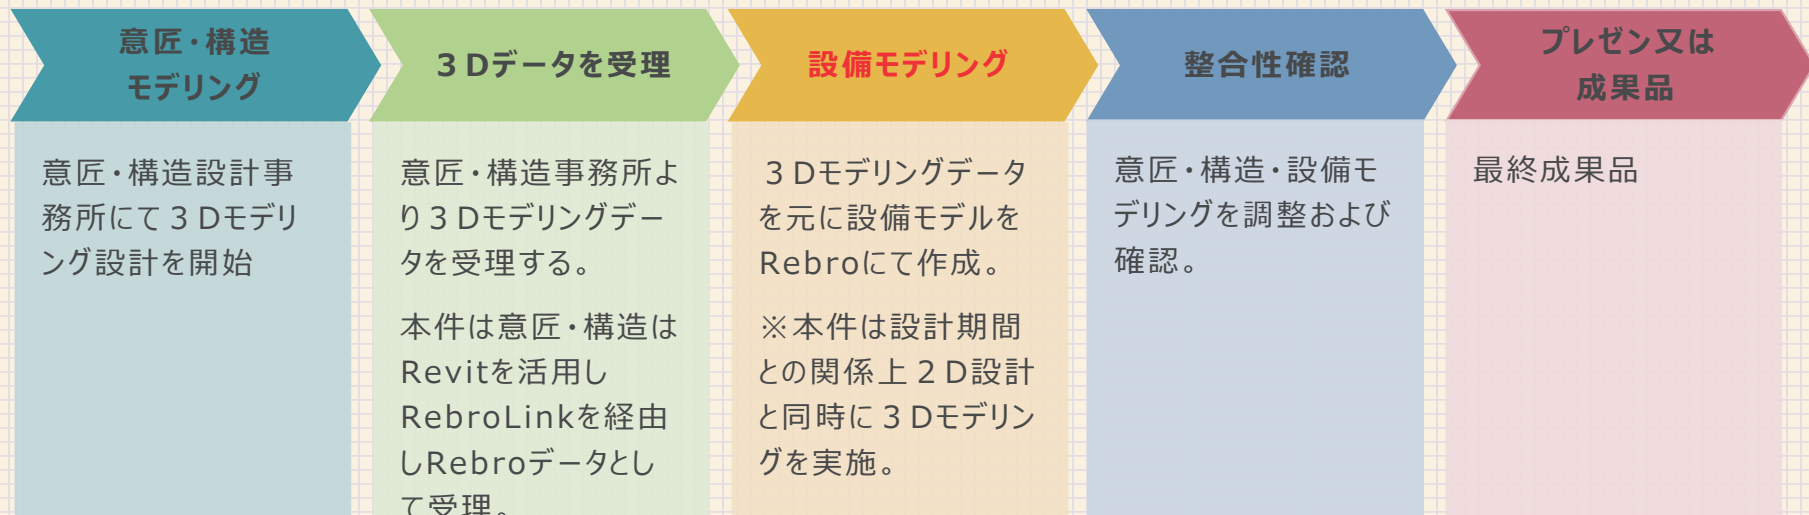 意匠・構造
モデリング
意匠・構造設計事
務所にて３Dモデリ
ング設計を開始
３Dデータを受理
意匠・構造事務所よ
り３Dモデリングデー
タを受理する。
本件は意匠・構造は
Revitを活用し
RebroLinkを経由
しRebroデータとし
て受理。
設備モデリング
３Dモデリングデータ
を元に設備モデルを
Rebroにて作成。
※本件は設計期間
との関係上２D設計
と同時に３Dモデリン
グを実施。
整合性確認
意匠・構造・設備モ
デリングを調整および
確認。
プレゼン又は
成果品
最終成果品